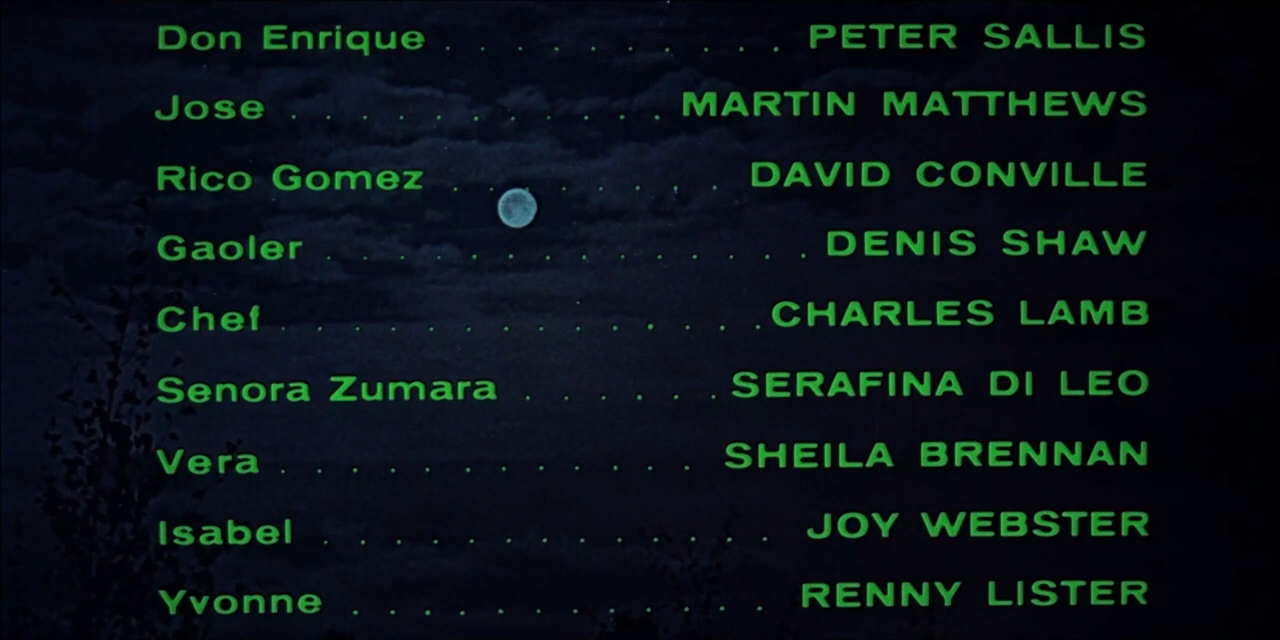 Don Enrique . . . . . . . . . . PETER SALLIS
Jose . . . . . . . . . . . MARTIN MATTHEWS
Rico Gomez . . . . . . . . DAVID CONVILLE
Gaoler . . . . . . . . . . . . . . DENIS SHAW
Chef . . . . . . . . . . . . . . CHARLES LAMB
Senora Zumara . . . . . . SERAFINA DI LEO
Vera . . . . . . . . . . . . . SHEILA BRENNAN
Isabel . . . . . . . . . . . . . JOY WEBSTER
Yvonne . . . . . . . . . . . . RENNY LISTER